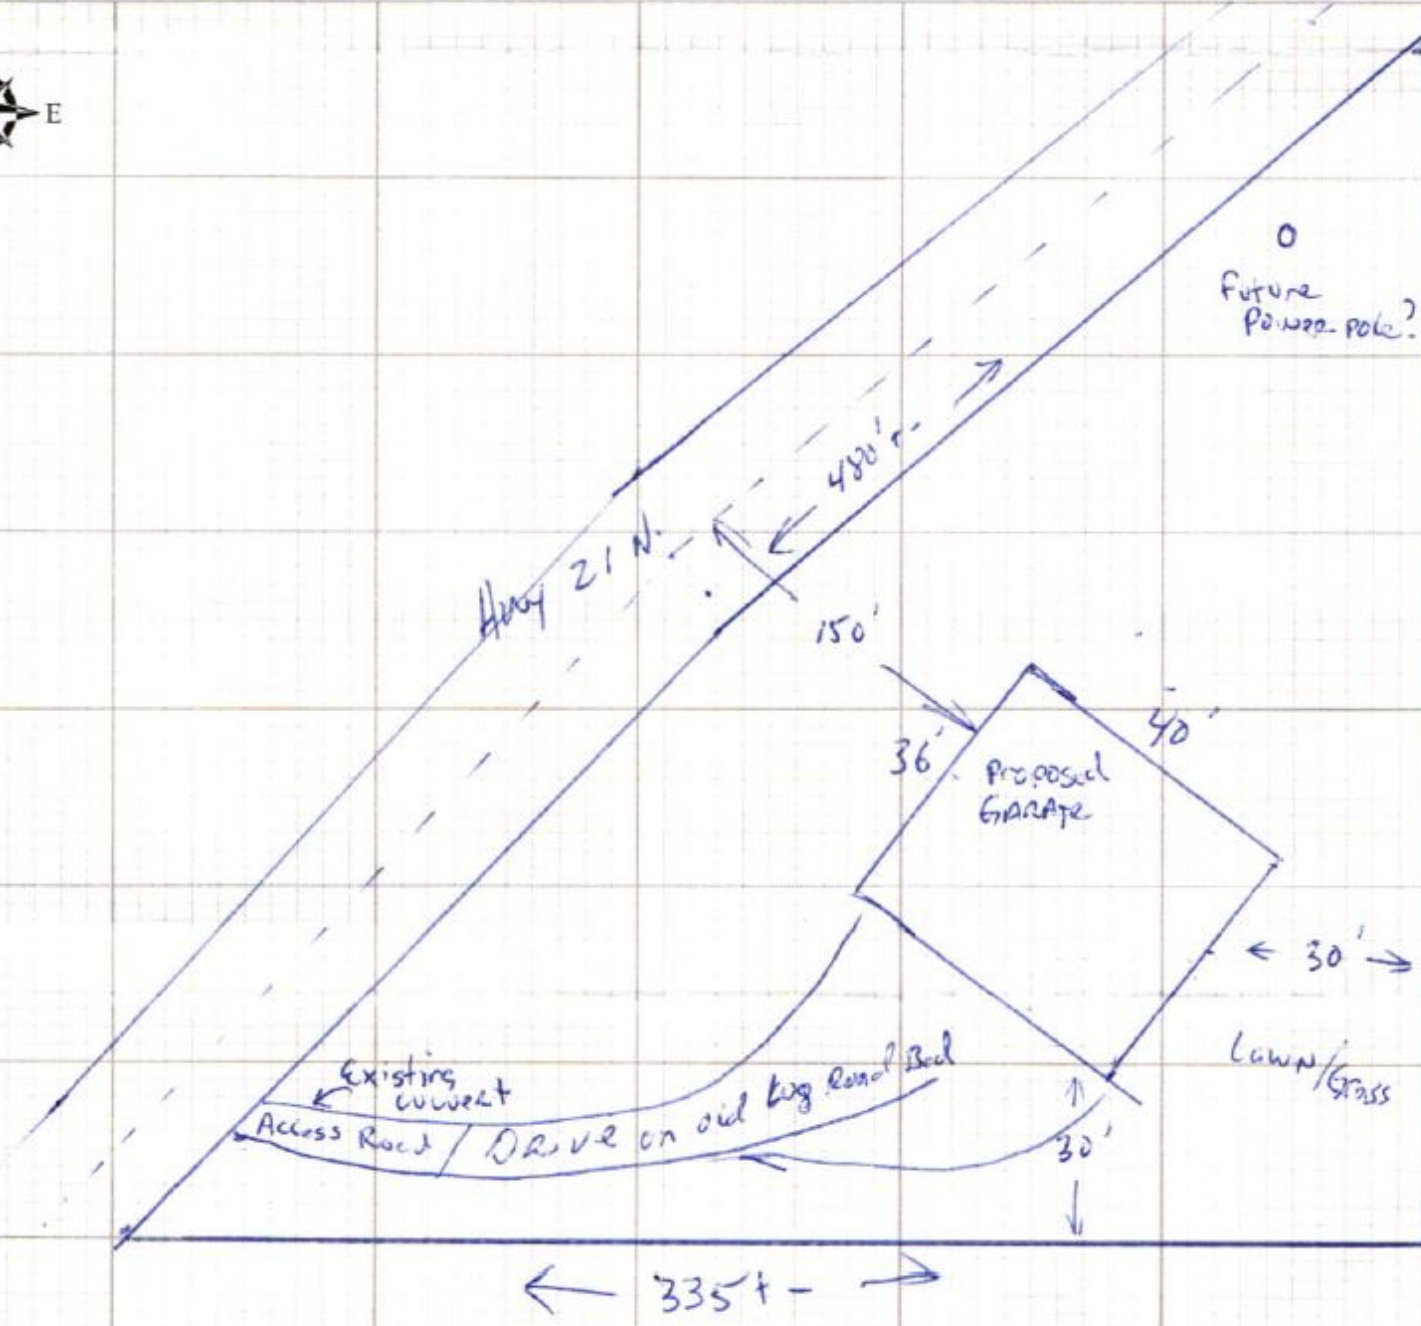 E
O
Future
Power pole?
480'+-
Hwy 21 N.
150'
40'
36'
Proposed
GARAGE
30'
Existing
culvert
Access Road / Drive on old Log Road Bed
Lawn/Grass
30'
335+-